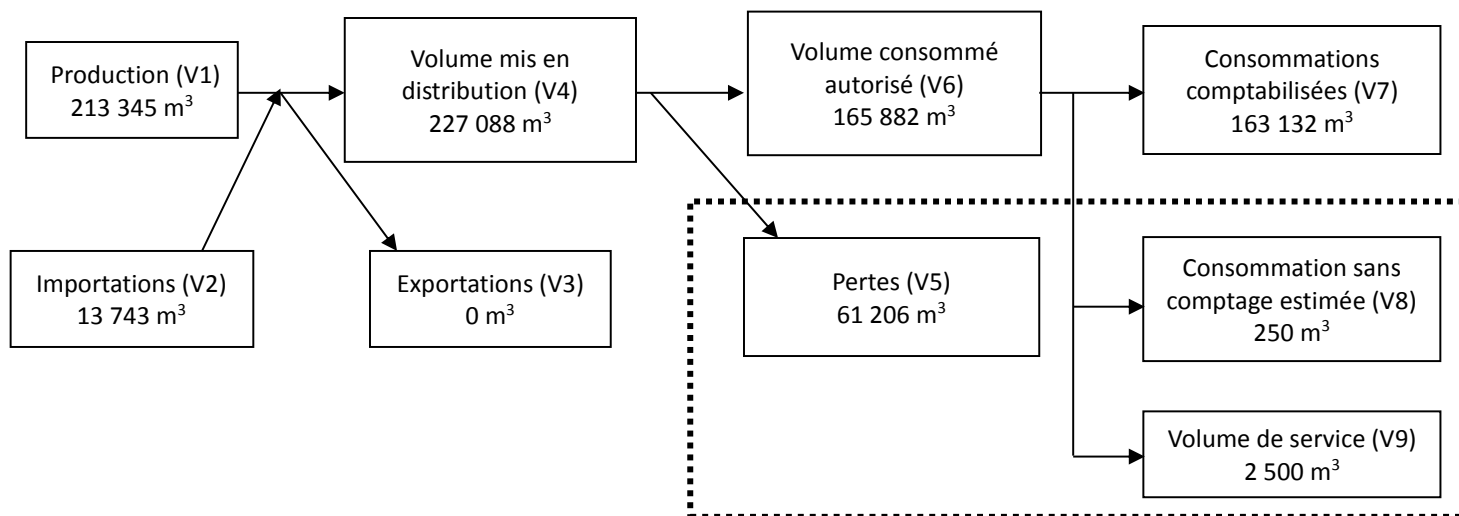 Production (V1)
213 345 m³
Volume mis en
distribution (V4)
227 088 m³
Volume consommé
autorisé (V6)
165 882 m³
Consommations
comptabilisées (V7)
163 132 m³
Importations (V2)
13 743 m³
Exportations (V3)
0 m³
Pertes (V5)
61 206 m³
Consommation sans
comptage estimée (V8)
250 m³
Volume de service (V9)
2 500 m³